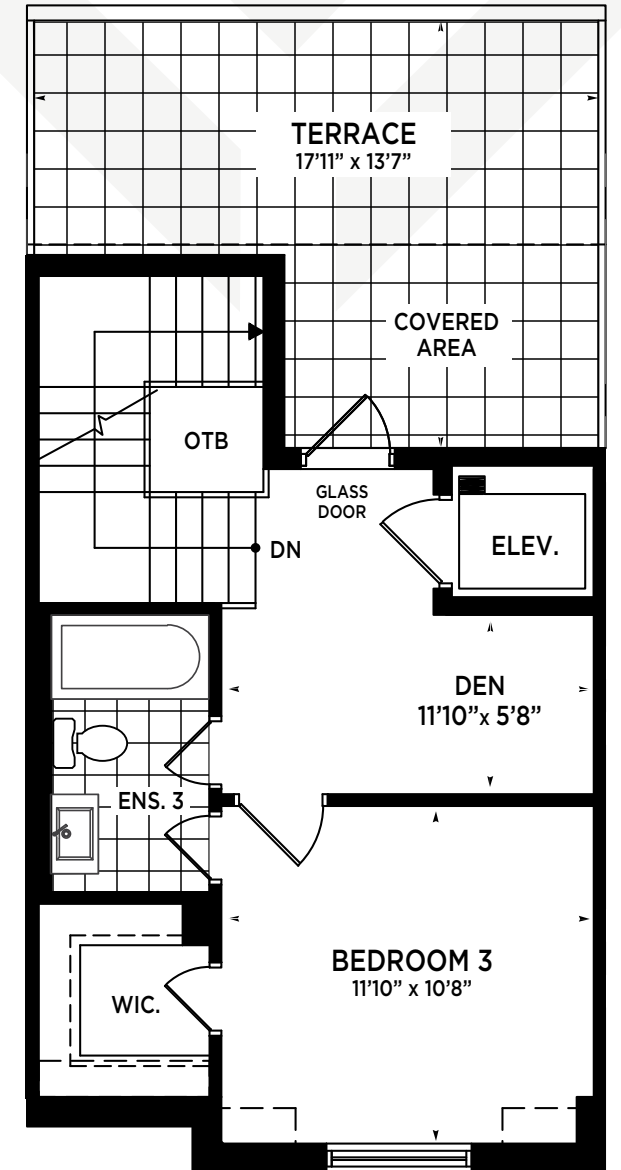 TERRACE
17'11" x 13'7"
COVERED
AREA
OTB
GLASS
DOOR
DN
ELEV.
DEN
11'10" x 5'8"
ENS. 3
BEDROOM 3
11'10" x 10'8"
WIC.